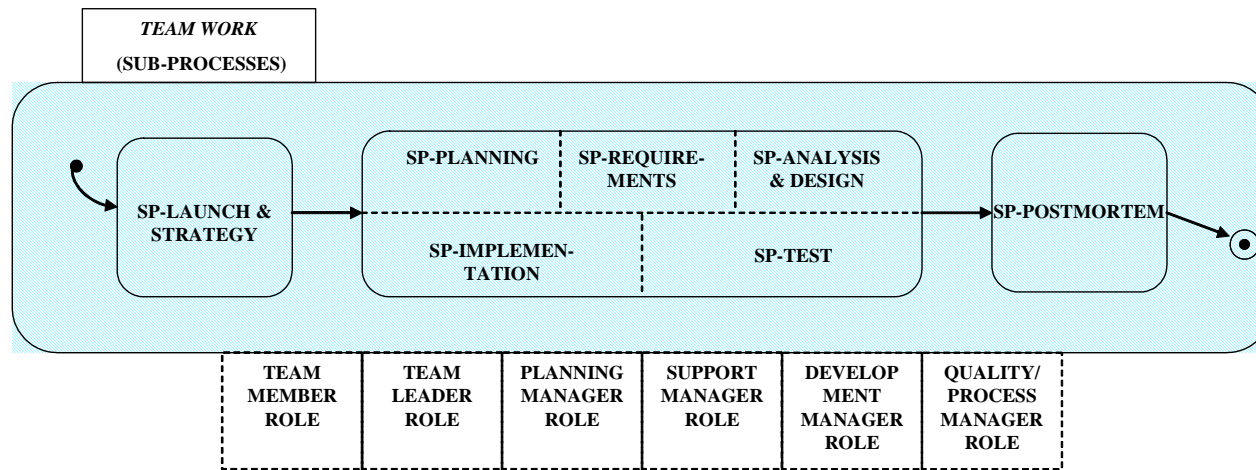 TEAM WORK
(SUB-PROCESSES)
SP-LAUNCH &
STRATEGY
SP-PLANNING
SP-REQUIRE-
MENTS
SP-ANALYSIS
& DESIGN
SP-IMPLEMEN-
TATION
SP-TEST
SP-POSTMORTEM
TEAM
MEMBER
ROLE
TEAM
LEADER
ROLE
PLANNING
MANAGER
ROLE
SUPPORT
MANAGER
ROLE
DEVELOP
MENT
MANAGER
ROLE
QUALITY/
PROCESS
MANAGER
ROLE